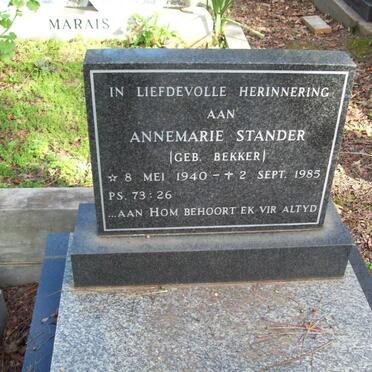 MARAIS
IN LIEFDEVOLLE HERINNERING
AAN
ANNEMARIE STANDER
(GEB. BEKKER)
☆ 8 MEI 1940 - ✝ 2 SEPT. 1985
PS. 73:26
...AAN HOM BEHOORT EK VIR ALTYD